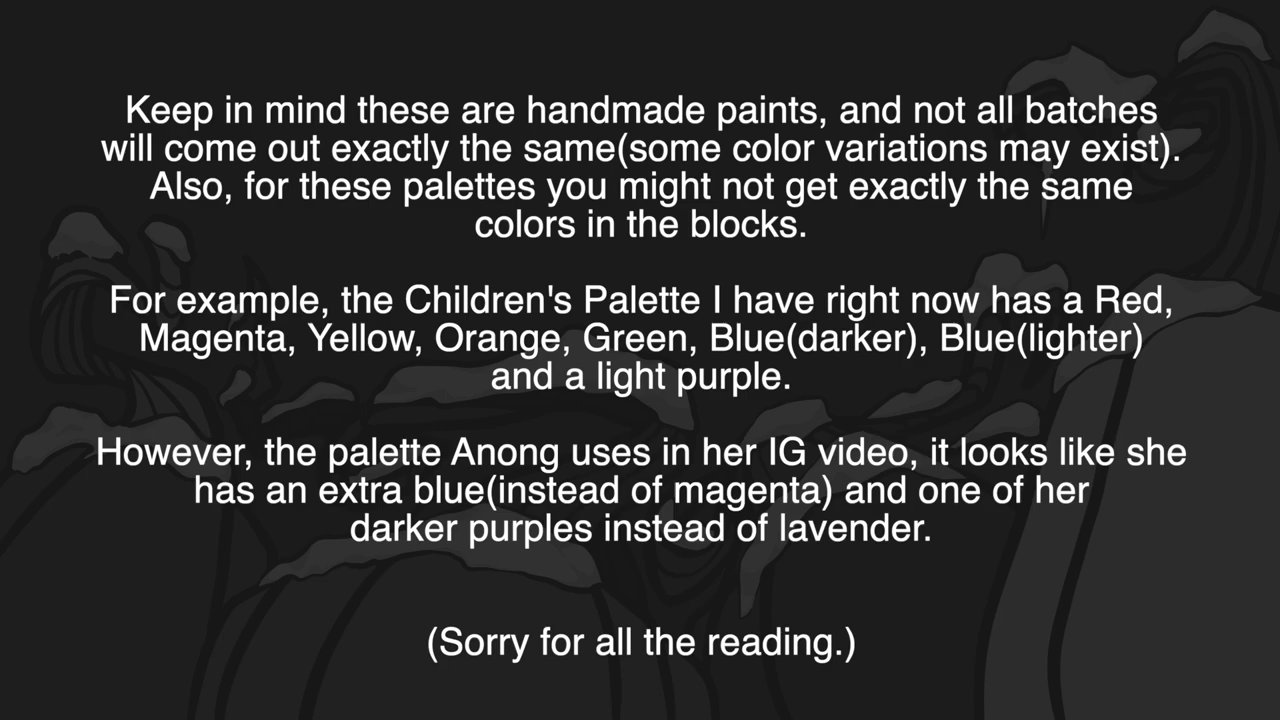 Keep in mind these are handmade paints, and not all batches
will come out exactly the same(some color variations may exist).
Also, for these palettes you might not get exactly the same
colors in the blocks.
For example, the Children's Palette I have right now has a Red,
Magenta, Yellow, Orange, Green, Blue(darker), Blue(lighter)
and a light purple.
However, the palette Anong uses in her IG video, it looks like she
has an extra blue(instead of magenta) and one of her
darker purples instead of lavender.
(Sorry for all the reading.)